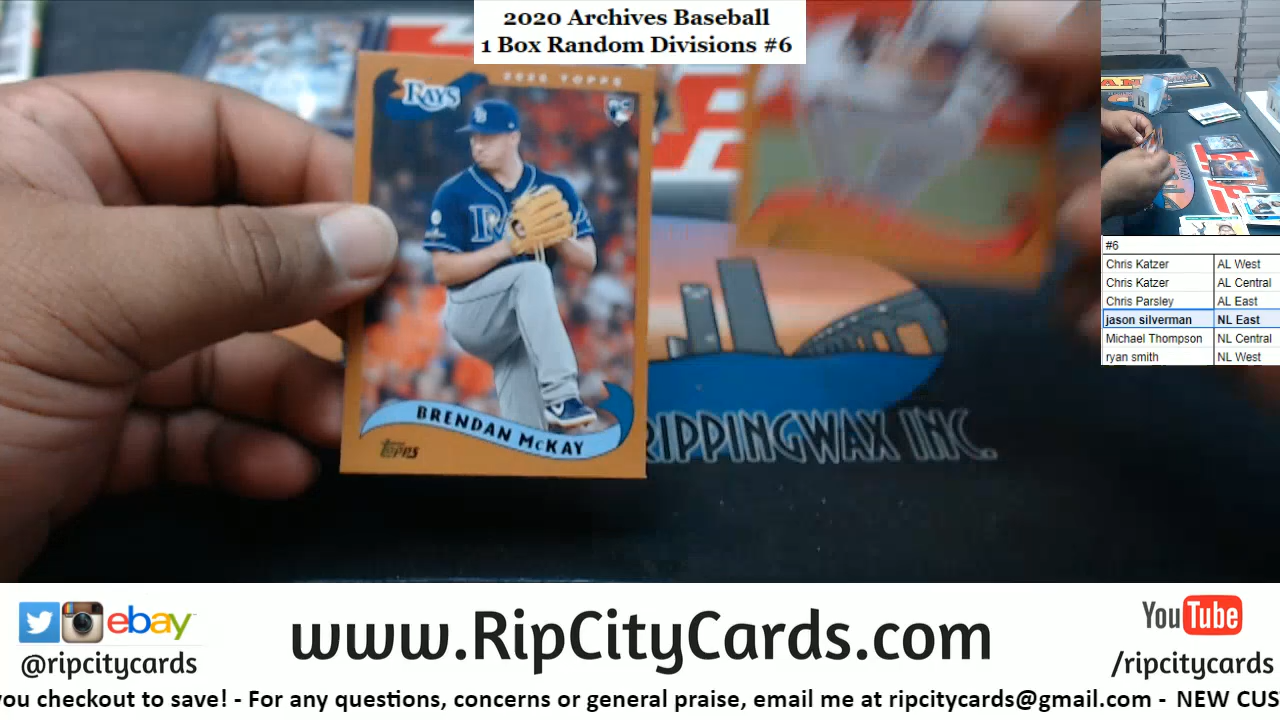 2020 Archives Baseball
1 Box Random Divisions #6
RAYS
2020 TOPPS
RC
R
BRENDAN McKAY
TOPPS
RIPPINGWAX INC.
#6
Chris Katzer AL West
Chris Katzer AL Central
Chris Parsley AL East
jason silverman NL East
Michael Thompson NL Central
ryan smith NL West
ebay
@ripcitycards
www.RipCityCards.com
YouTube
/ripcitycards
you checkout to save! - For any questions, concerns or general praise, email me at ripcitycards@gmail.com - NEW CUS